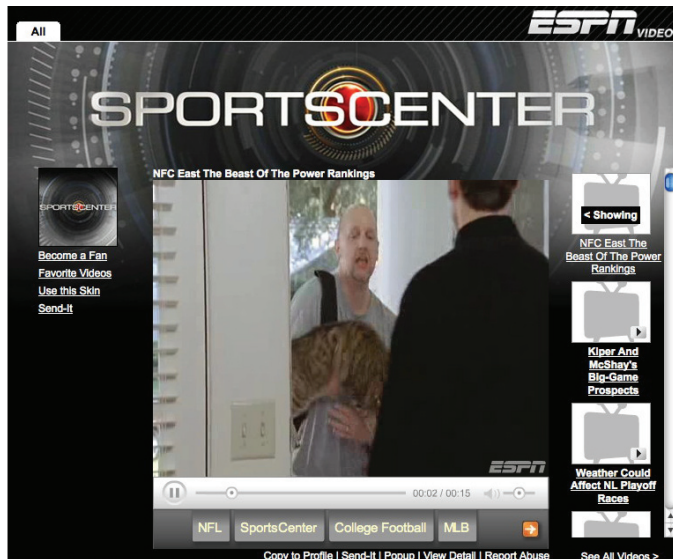 All
ESPN VIDEO
SPORTSCENTER
NFC East The Beast Of The Power Rankings
SPORTSCENTER
Become a Fan
Favorite Videos
Use this Skin
Send-It
< Showing
NFC East The
Beast Of The Power
Rankings
Kiper And
McShay's
Big-Game
Prospects
Weather Could
Affect NL Playoff
Races
ESPN
00:02 / 00:15
NFL SportsCenter College Football MLB
Copy to Profile | Send-It | Popup | View Detail | Report Abuse
See All Videos >